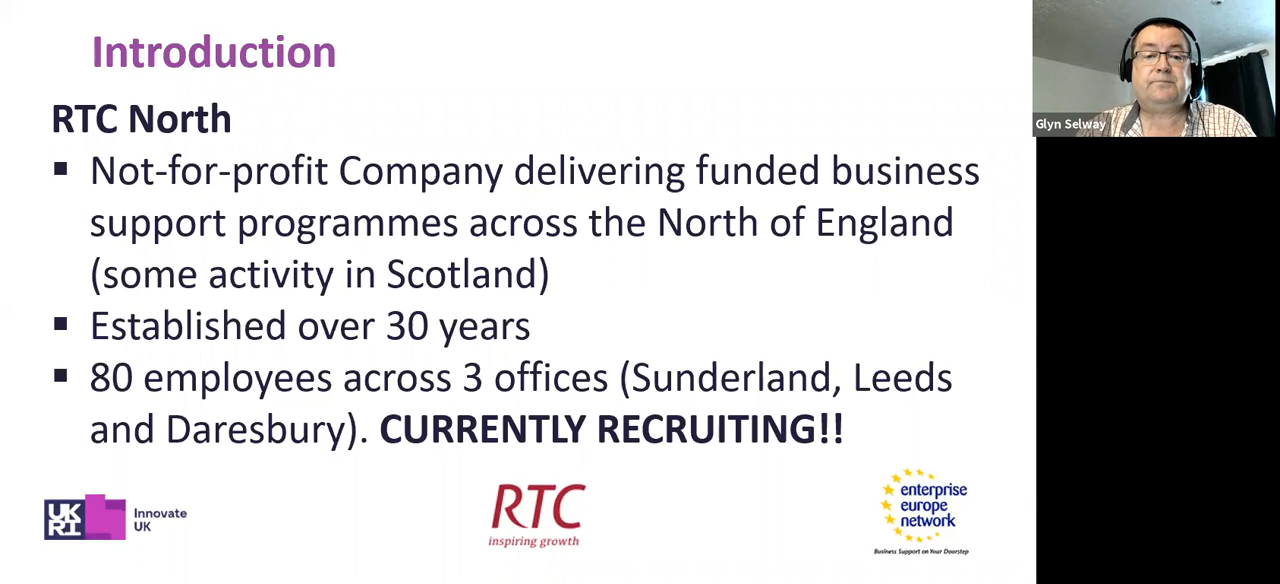 Introduction
RTC North
▪ Not-for-profit Company delivering funded business
support programmes across the North of England
(some activity in Scotland)
▪ Established over 30 years
▪ 80 employees across 3 offices (Sunderland, Leeds
and Daresbury). CURRENTLY RECRUITING!!
Glyn Selway
UK
RI
Innovate
UK
RTC
inspiring growth
enterprise
europe
network
Business Support on Your Doorstep